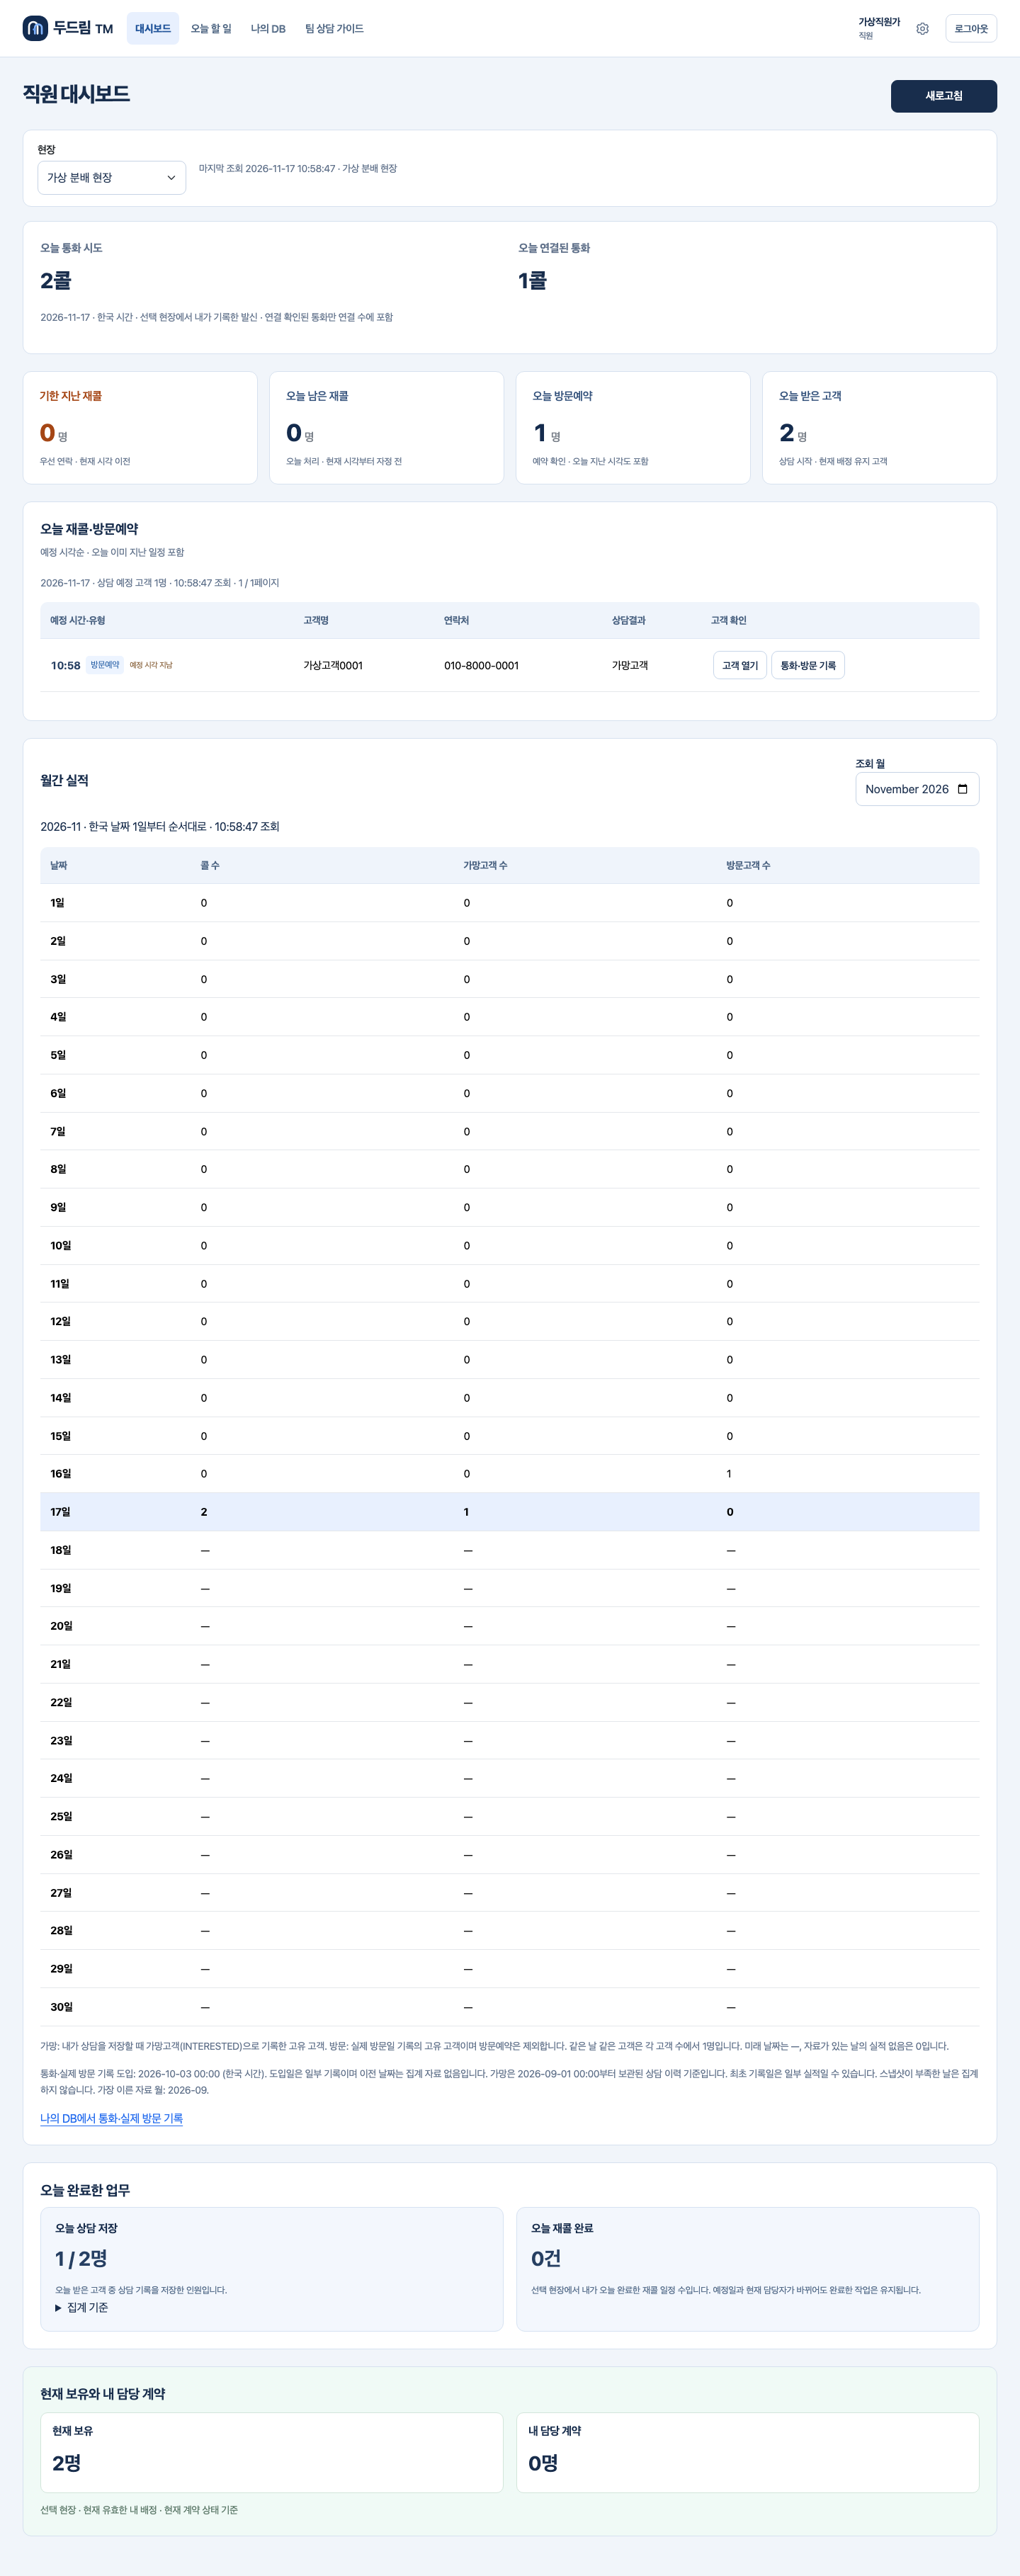 두드림 TM 대시보드 오늘 할 일 나의 DB 팀 상담 가이드 가상직원가 직원 로그아웃
직원 대시보드 새로고침
현장
가상 분배 현장 마지막 조회 2026-11-17 10:58:47 · 가상 분배 현장
오늘 통화 시도 오늘 연결된 통화
2콜 1콜
2026-11-17 · 한국 시간 · 선택 현장에서 내가 기록한 발신 · 연결 확인된 통화만 연결 수에 포함
기한 지난 재콜 오늘 남은 재콜 오늘 방문예약 오늘 받은 고객
0 명 0 명 1 명 2 명
우선 연락 · 현재 시각 이전 오늘 처리 · 현재 시각부터 자정 전 예약 확인 · 오늘 지난 시각도 포함 상담 시작 · 현재 배정 유지 고객
오늘 재콜·방문예약
예정 시각순 · 오늘 이미 지난 일정 포함
2026-11-17 · 상담 예정 고객 1명 · 10:58:47 조회 · 1 / 1페이지
예정 시간·유형 고객명 연락처 상담결과 고객 확인
10:58 방문예약 예정 시각 지남 가상고객0001 010-8000-0001 가망고객 고객 열기 통화·방문 기록
월간 실적
조회 월
November 2026
2026-11 · 한국 날짜 1일부터 순서대로 · 10:58:47 조회
날짜 콜 수 가망고객 수 방문고객 수
1일 0 0 0
2일 0 0 0
3일 0 0 0
4일 0 0 0
5일 0 0 0
6일 0 0 0
7일 0 0 0
8일 0 0 0
9일 0 0 0
10일 0 0 0
11일 0 0 0
12일 0 0 0
13일 0 0 0
14일 0 0 0
15일 0 0 0
16일 0 0 1
17일 2 1 0
18일 — — —
19일 — — —
20일 — — —
21일 — — —
22일 — — —
23일 — — —
24일 — — —
25일 — — —
26일 — — —
27일 — — —
28일 — — —
29일 — — —
30일 — — —
가망: 내가 상담을 저장할 때 가망고객(INTERESTED)으로 기록한 고유 고객. 방문: 실제 방문일 기록의 고유 고객이며 방문예약은 제외합니다. 같은 날 같은 고객은 각 고객 수에서 1명입니다. 미래 날짜는 —, 자료가 있는 날의 실적 없음은 0입니다.
통화·실제 방문 기록 도입: 2026-10-03 00:00 (한국 시간). 도입일은 일부 기록이며 이전 날짜는 집계 자료 없음입니다. 가망은 2026-09-01 00:00부터 보관된 상담 이력 기준입니다. 최초 기록일은 일부 실적일 수 있습니다. 스냅샷이 부족한 날은 집계
하지 않습니다. 가장 이른 자료 월: 2026-09.
나의 DB에서 통화·실제 방문 기록
오늘 완료한 업무
오늘 상담 저장 오늘 재콜 완료
1 / 2명 0건
오늘 받은 고객 중 상담 기록을 저장한 인원입니다. 선택 현장에서 내가 오늘 완료한 재콜 일정 수입니다. 예정일과 현재 담당자가 바뀌어도 완료한 작업은 유지됩니다.
▶ 집계 기준
현재 보유와 내 담당 계약
현재 보유 내 담당 계약
2명 0명
선택 현장 · 현재 유효한 내 배정 · 현재 계약 상태 기준